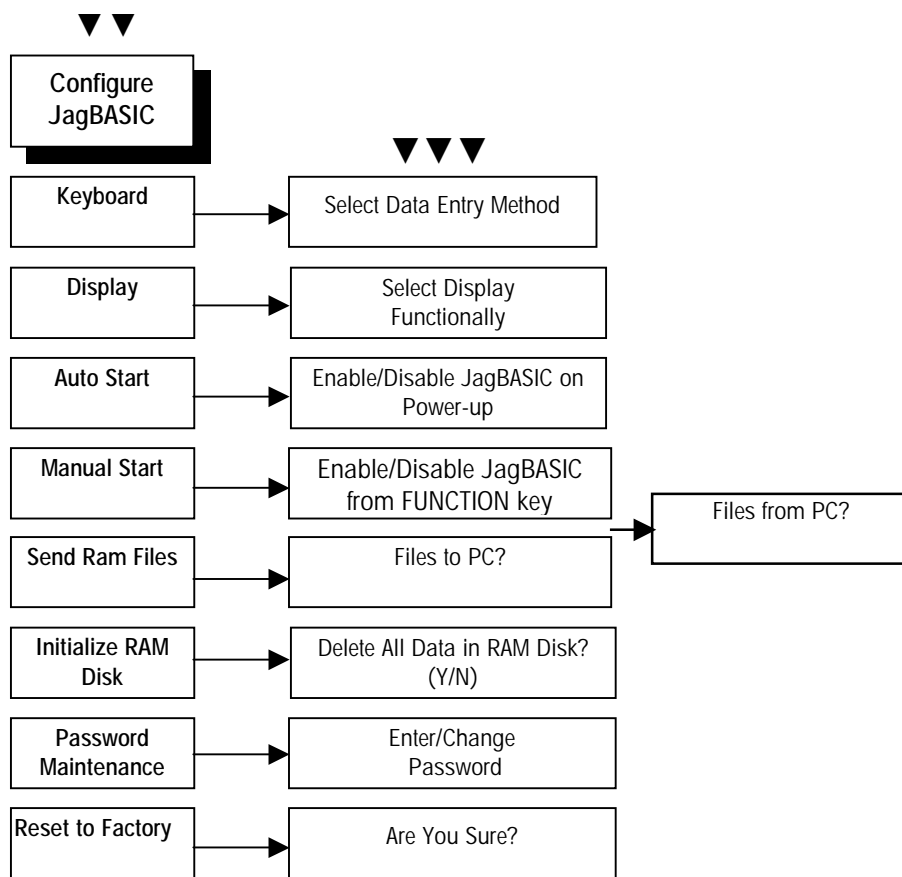 Configure
JagBASIC
Keyboard
Select Data Entry Method
Display
Select Display
Functionally
Auto Start
Enable/Disable JagBASIC on
Power-up
Manual Start
Enable/Disable JagBASIC
from FUNCTION key
Files from PC?
Send Ram Files
Files to PC?
Initialize RAM
Disk
Delete All Data in RAM Disk?
(Y/N)
Password
Maintenance
Enter/Change
Password
Reset to Factory
Are You Sure?